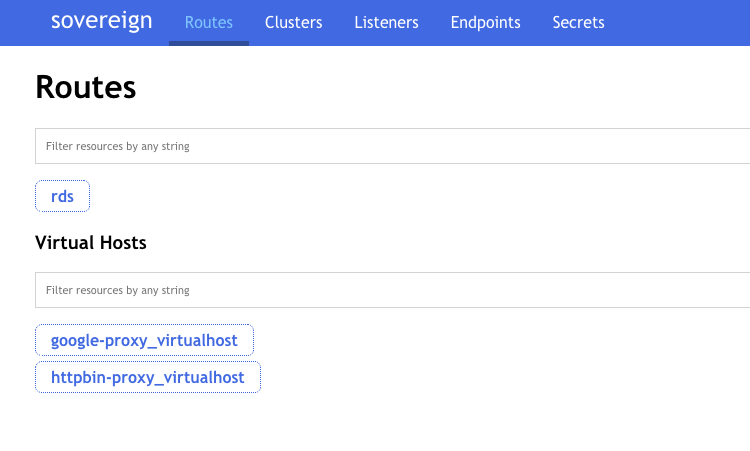 sovereign Routes Clusters Listeners Endpoints Secrets
Routes
Filter resources by any string
rds
Virtual Hosts
Filter resources by any string
google-proxy_virtualhost
httpbin-proxy_virtualhost